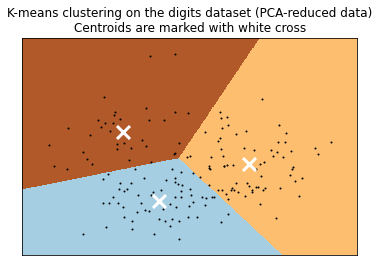 K-means clustering on the digits dataset (PCA-reduced data)
Centroids are marked with white cross